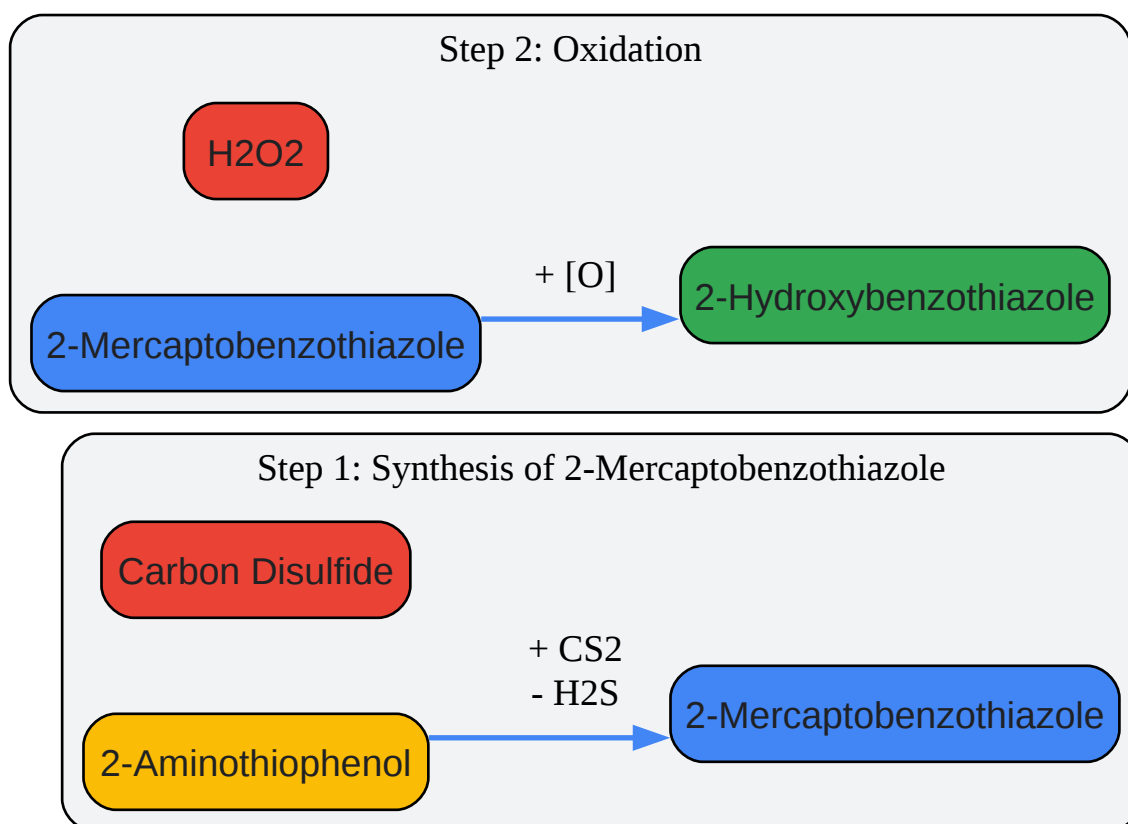 Step 2: Oxidation
H2O2
+ [O]
2-Hydroxybenzothiazole
2-Mercaptobenzothiazole
Step 1: Synthesis of 2-Mercaptobenzothiazole
Carbon Disulfide
+ CS2
- H2S
2-Mercaptobenzothiazole
2-Aminothiophenol